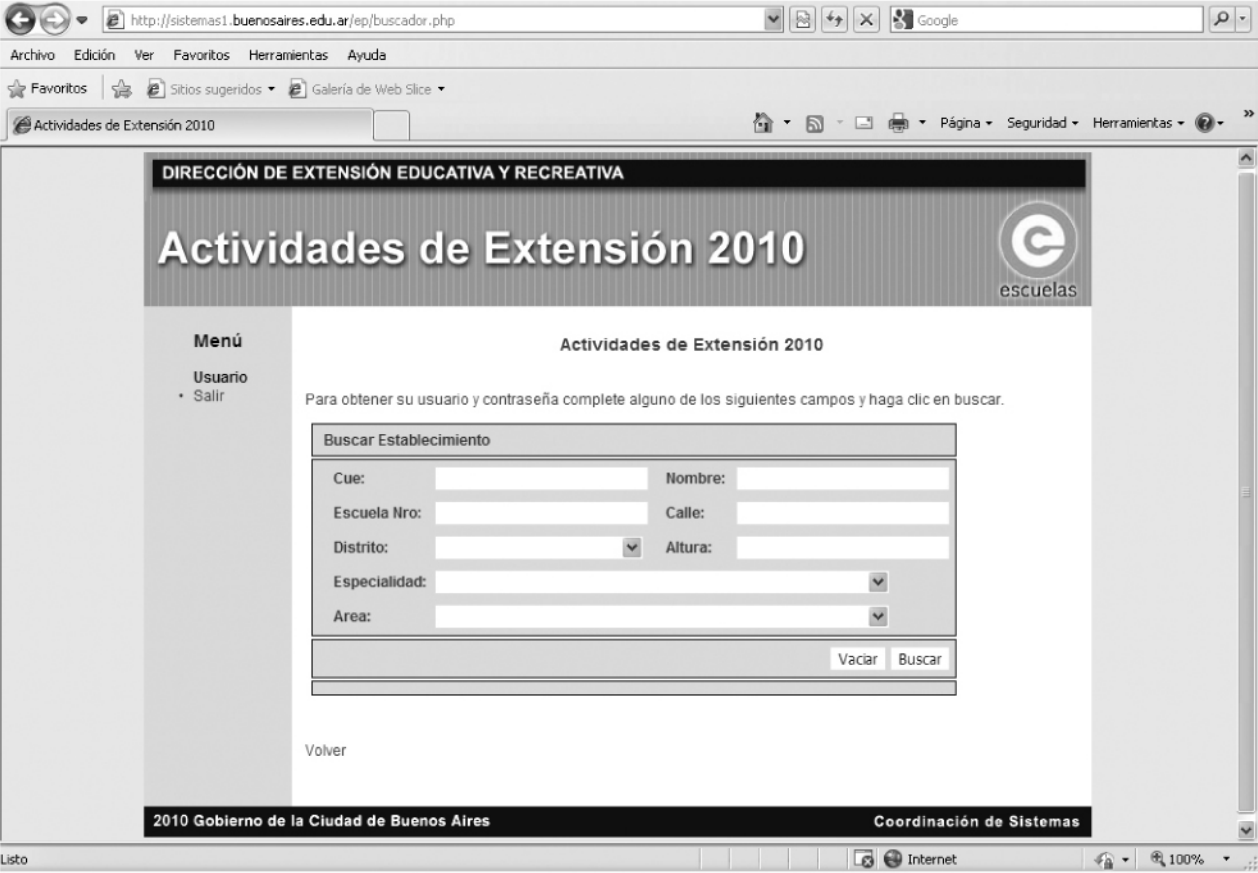 http://sistemas1.buenosaires.edu.ar/ep/buscador.php
Google
Archivo Edición Ver Favoritos Herramientas Ayuda
Favoritos Sitios sugeridos Galería de Web Slice
Actividades de Extensión 2010 Página Seguridad Herramientas »
DIRECCIÓN DE EXTENSIÓN EDUCATIVA Y RECREATIVA
Actividades de Extensión 2010
escuelas
Menú
Usuario
• Salir
Actividades de Extensión 2010
Para obtener su usuario y contraseña complete alguno de los siguientes campos y haga clic en buscar.
Buscar Establecimiento
Cue: Nombre:
Escuela Nro: Calle:
Distrito: Altura:
Especialidad:
Area:
Vaciar Buscar
Volver
2010 Gobierno de la Ciudad de Buenos Aires Coordinación de Sistemas
Listo Internet 100%